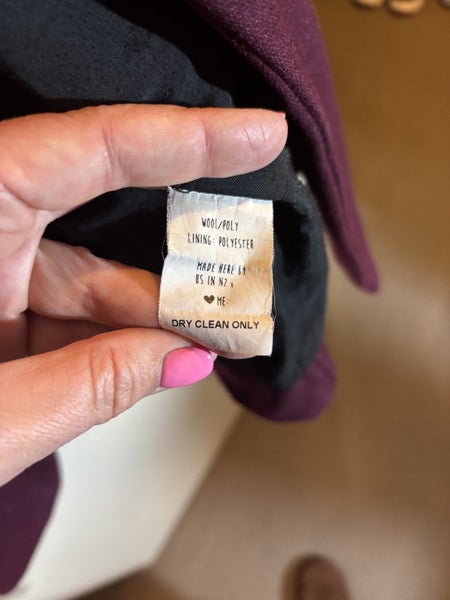 WOOL/POLY
LINING: POLYESTER
MADE HERE BY
US IN NZ x
♥ ME:
DRY CLEAN ONLY